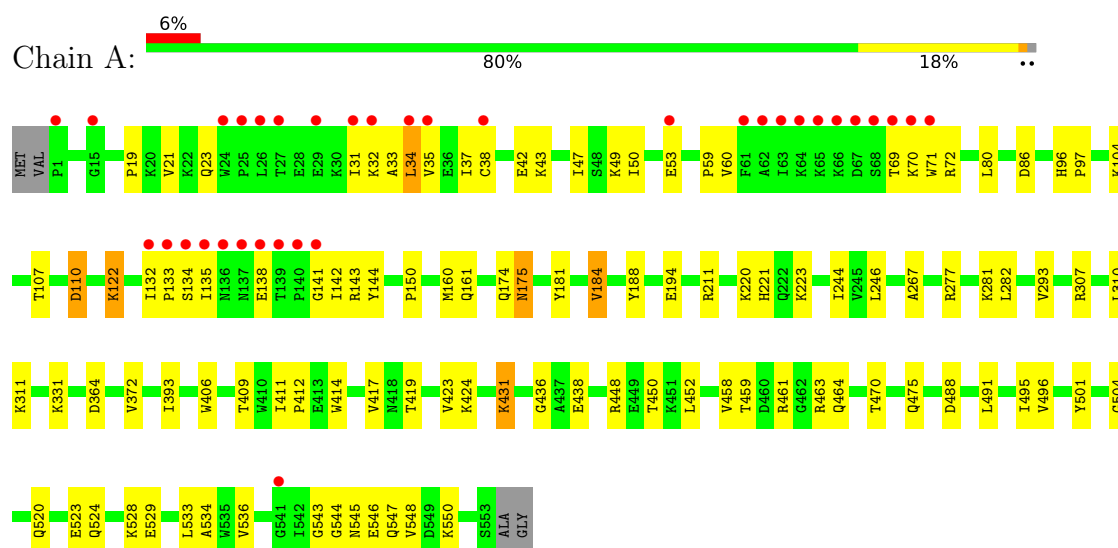 6%
Chain A:
80% 18% ••
MET VAL P1 G15 P19 K20 V21 K22 Q23 W24 P25 L26 T27 E28 E29 K30 I31 K32 A33 L34 V35 E36 I37 C38 E42 K43 I47 S48 K49 I50 E53 P59 V60 F61 A62 I63 K64 K65 K66 D67 S68 T69 K70 W71 R72 L80 D86 H96 P97 K104
T107 D110 K122 I132 P133 S134 I135 N136 N137 E138 T139 P140 G141 I142 R143 Y144 P150 M160 Q161 Q174 N175 Y181 V184 Y188 E194 R211 K220 H221 Q222 K223 I244 V245 L246 A267 R277 K281 L282 V293 R307 L310
K311 K331 D364 V372 I393 W406 T409 W410 I411 P412 E413 W414 V417 N418 T419 V423 K424 K431 G436 A437 E438 R448 E449 T450 K451 L452 V458 T459 D460 R461 G462 R463 Q464 T470 Q475 D488 L491 I495 V496 Y501 G504
Q520 E523 Q524 K528 E529 L533 A534 W535 V536 G541 I542 G543 G544 N545 E546 Q547 V548 D549 K550 S553 ALA GLY